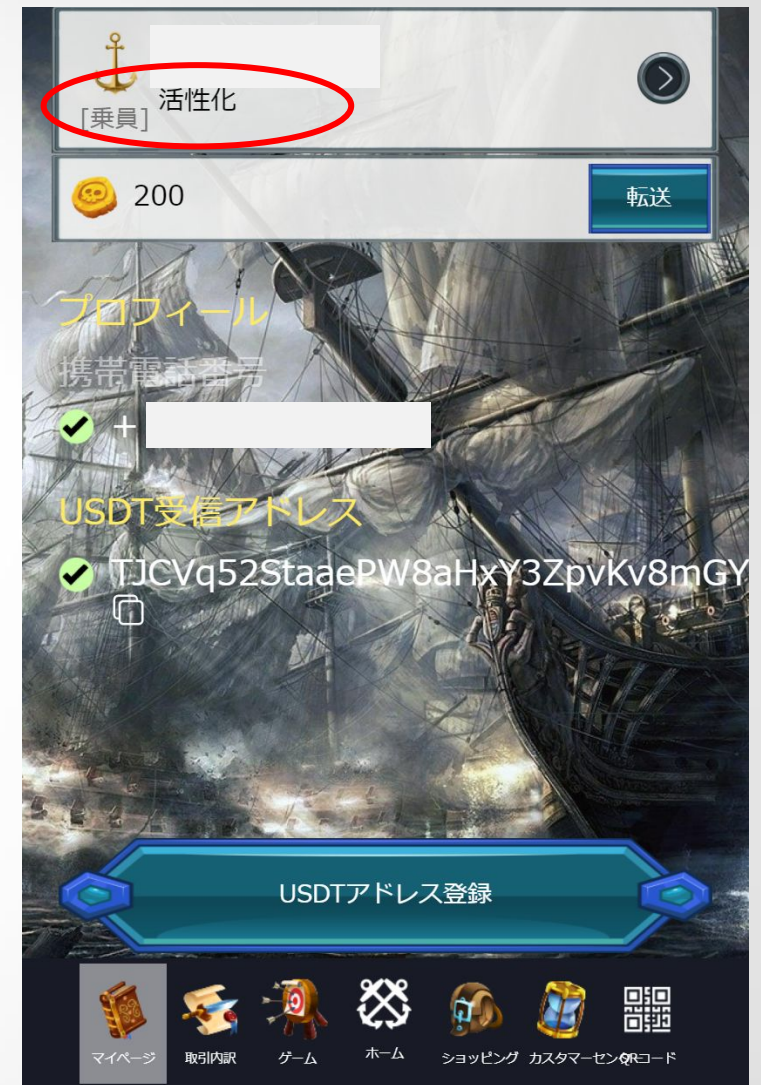 活性化
[乗員]
200
転送
プロフィール
携帯電話番号
+
USDT受信アドレス
TJCVq52StaaePW8aHxY3ZpvKv8mGY
USDTアドレス登録
マイページ
取引内訳
ゲーム
ホーム
ショッピング
カスタマーセンター
QRコード